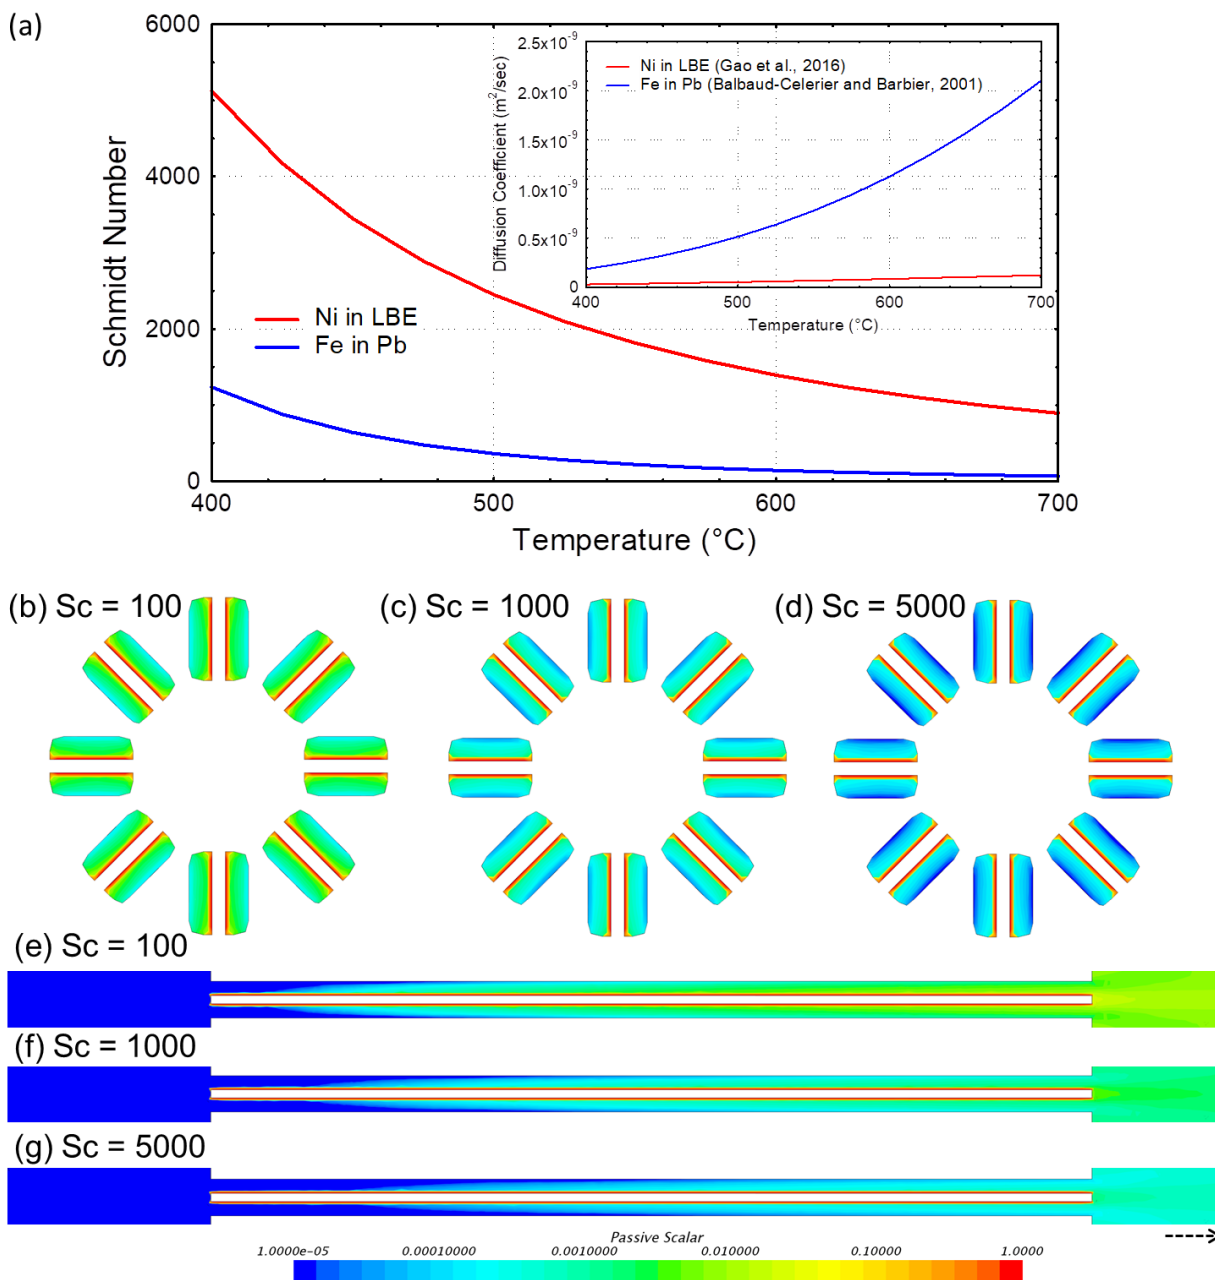 (a)
6000
4000
2000
0
Schmidt Number
400
500
600
700
Temperature (°C)
Ni in LBE
Fe in Pb
2.5x10⁻⁹
2.0x10⁻⁹
1.5x10⁻⁹
1.0x10⁻⁹
0.5x10⁻⁹
0
Diffusion Coefficient (m²/sec)
Ni in LBE (Gao et al., 2016)
Fe in Pb (Balbaud-Celerier and Barbier, 2001)
400
500
600
700
Temperature (°C)
(b) Sc = 100
(c) Sc = 1000
(d) Sc = 5000
(e) Sc = 100
(f) Sc = 1000
(g) Sc = 5000
Passive Scalar
1.0000e-05 0.00010000 0.0010000 0.010000 0.10000 1.0000